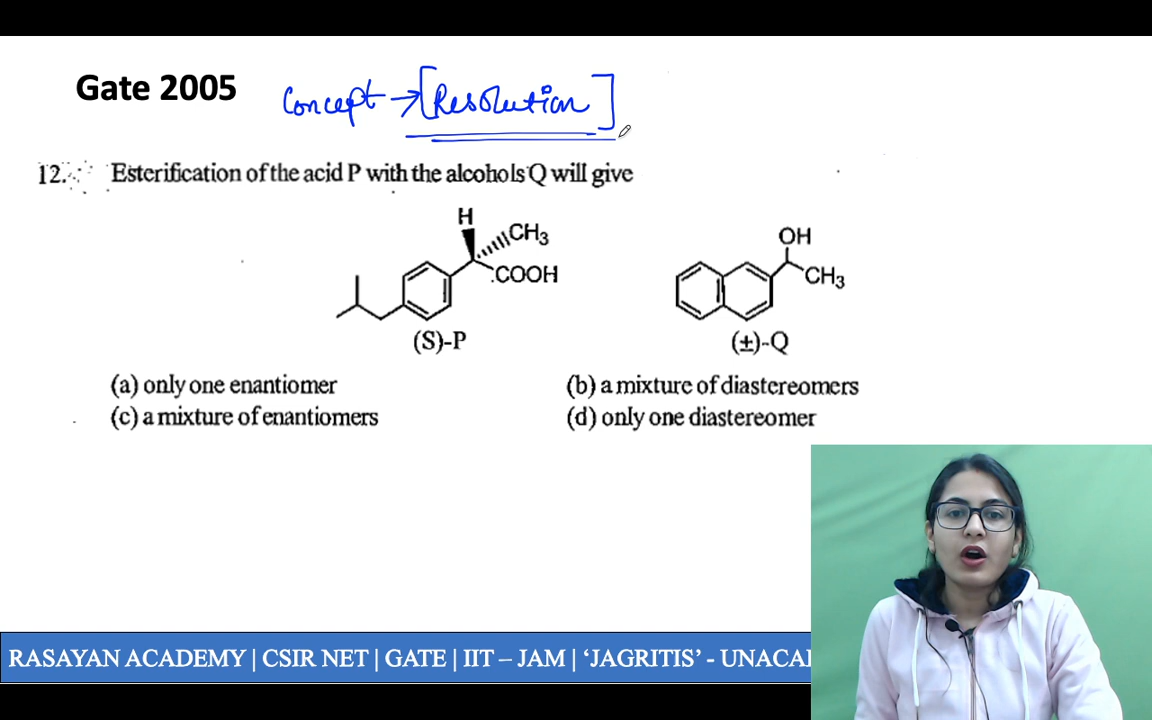 Gate 2005
Concept → [Resolution]
12. Esterification of the acid P with the alcohols Q will give
H
CH3
COOH
(S)-P
OH
CH3
(±)-Q
(a) only one enantiomer
(b) a mixture of diastereomers
(c) a mixture of enantiomers
(d) only one diastereomer
RASAYAN ACADEMY | CSIR NET | GATE | IIT – JAM | ‘JAGRITIS’ - UNACA